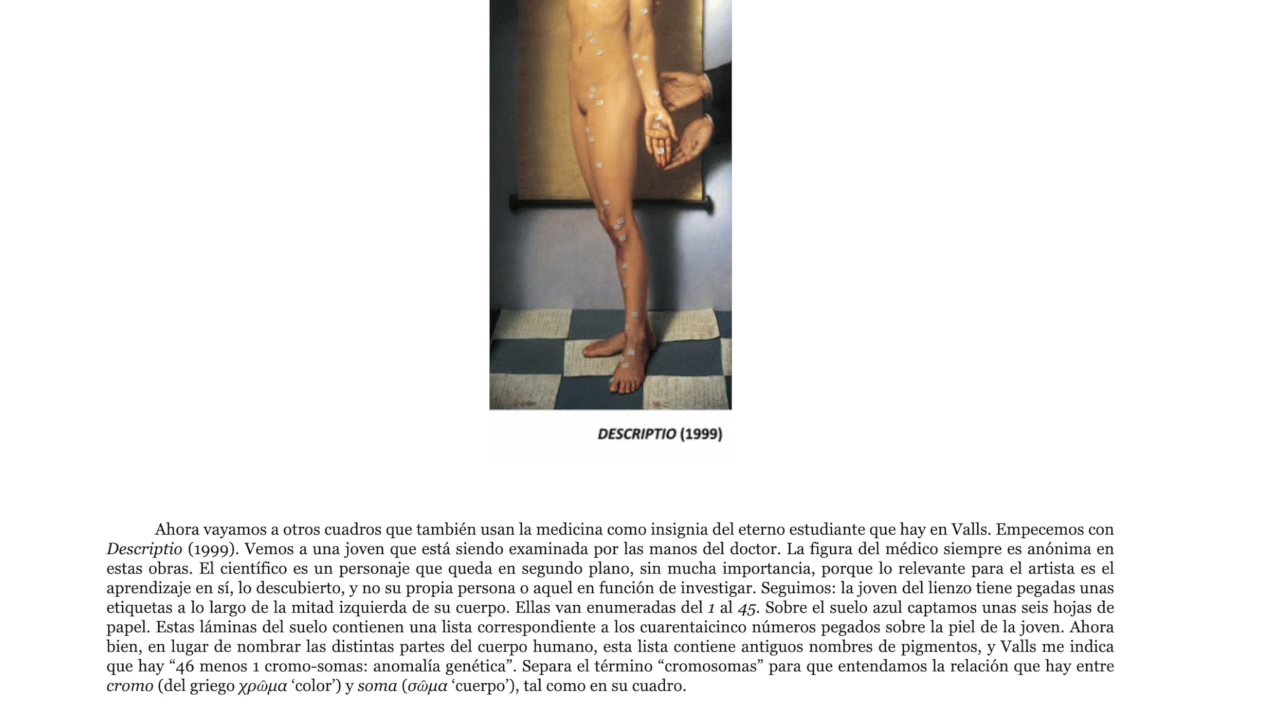 DESCRIPTIO (1999)
Ahora vayamos a otros cuadros que también usan la medicina como insignia del eterno estudiante que hay en Valls. Empecemos con
Descriptio (1999). Vemos a una joven que está siendo examinada por las manos del doctor. La figura del médico siempre es anónima en
estas obras. El científico es un personaje que queda en segundo plano, sin mucha importancia, porque lo relevante para el artista es el
aprendizaje en sí, lo descubierto, y no su propia persona o aquel en función de investigar. Seguimos: la joven del lienzo tiene pegadas unas
etiquetas a lo largo de la mitad izquierda de su cuerpo. Ellas van enumeradas del 1 al 45. Sobre el suelo azul captamos unas seis hojas de
papel. Estas láminas del suelo contienen una lista correspondiente a los cuarentaicinco números pegados sobre la piel de la joven. Ahora
bien, en lugar de nombrar las distintas partes del cuerpo humano, esta lista contiene antiguos nombres de pigmentos, y Valls me indica
que hay “46 menos 1 cromo-somas: anomalía genética”. Separa el término “cromosomas” para que entendamos la relación que hay entre
cromo (del griego χρῶμα ‘color’) y soma (σῶμα ‘cuerpo’), tal como en su cuadro.